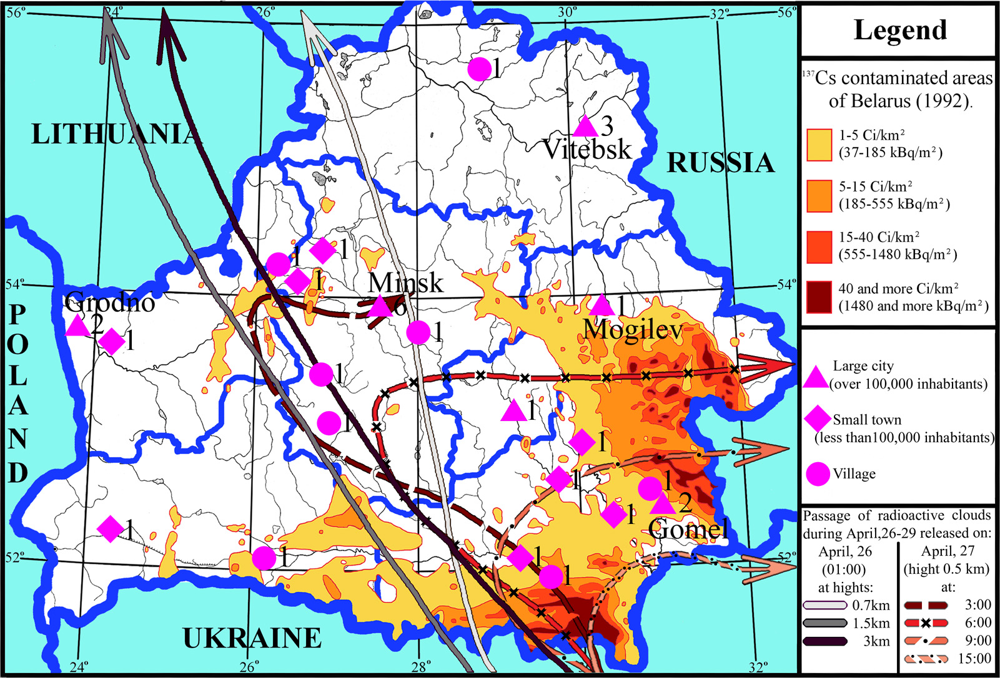 56°
24°
26°
30°
32°
56°
LITHUANIA
RUSSIA
1
3
Vitebsk
1
1
1
54°
54°
Minsk
6
Grodno
2
1
1
1
Mogilev
POLAND
1
1
1
1
1
1
1
2
Gomel
1
1
1
1
52°
52°
UKRAINE
24°
26°
28°
32°
Legend
137Cs contaminated areas
of Belarus (1992).
1-5 Ci/km²
(37-185 kBq/m²)
5-15 Ci/km²
(185-555 kBq/m²)
15-40 Ci/km²
(555-1480 kBq/m²)
40 and more Ci/km²
(1480 and more kBq/m²)
Large city
(over 100,000 inhabitants)
Small town
(less than100,000 inhabitants)
Village
Passage of radioactive clouds
during April,26-29 released on:
April, 26
(01:00)
at hights:
0.7km
1.5km
3km
April, 27
(hight 0.5 km)
at:
3:00
6:00
9:00
15:00